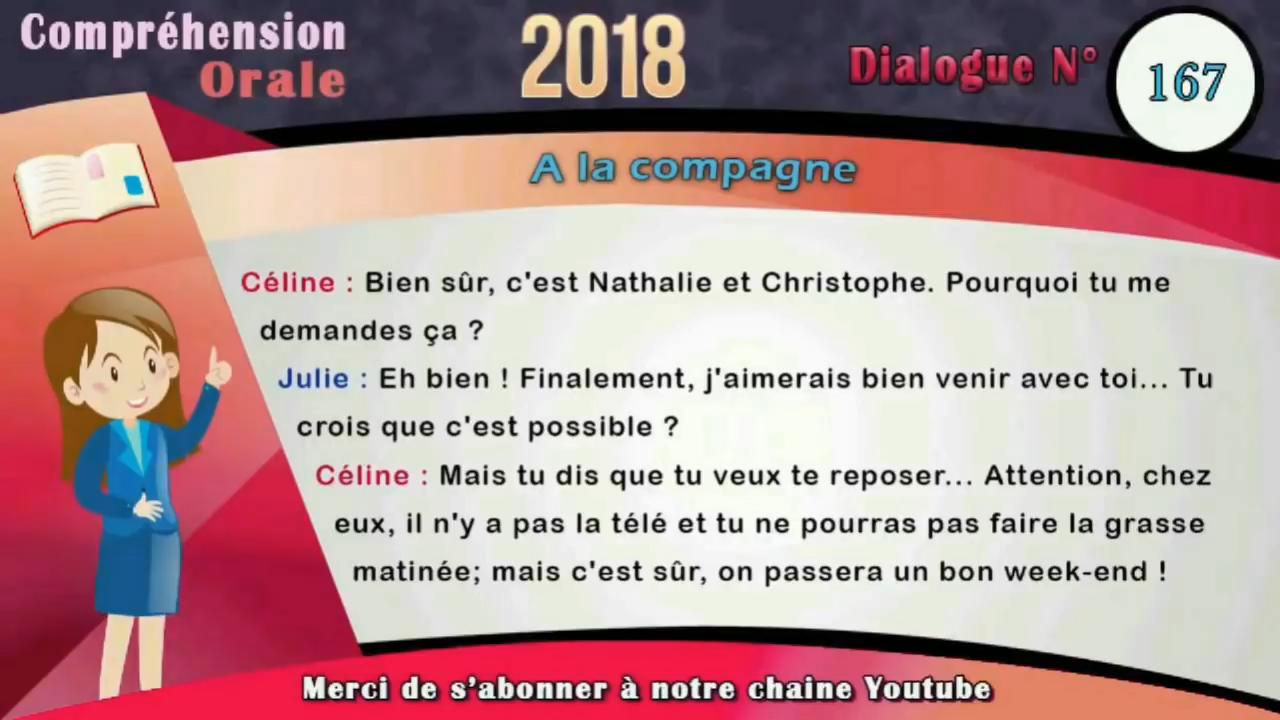 Compréhension
Orale
2018
Dialogue N°
167
A la compagne
Céline : Bien sûr, c'est Nathalie et Christophe. Pourquoi tu me
demandes ça ?
Julie : Eh bien ! Finalement, j'aimerais bien venir avec toi... Tu
crois que c'est possible ?
Céline : Mais tu dis que tu veux te reposer... Attention, chez
eux, il n'y a pas la télé et tu ne pourras pas faire la grasse
matinée; mais c'est sûr, on passera un bon week-end !
Merci de s'abonner à notre chaine Youtube